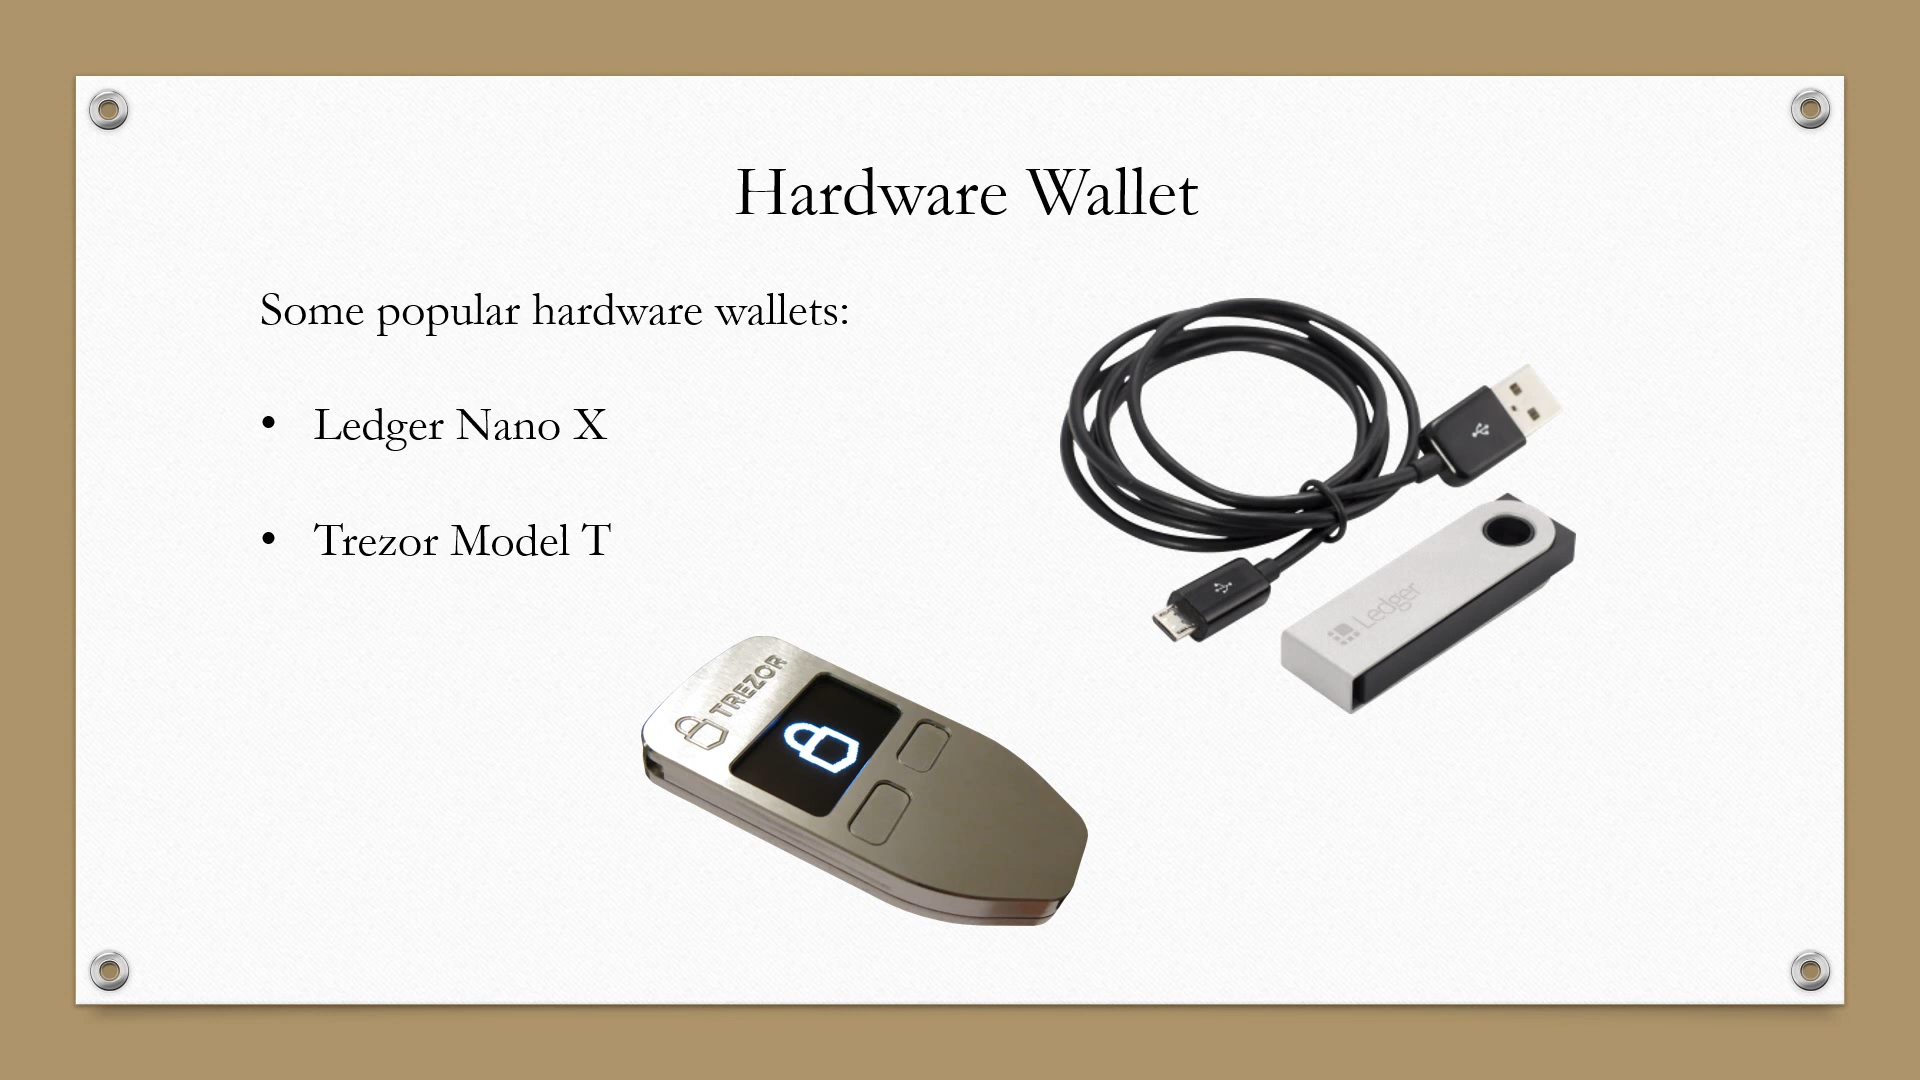 Hardware Wallet
Some popular hardware wallets:
• Ledger Nano X
• Trezor Model T
Ledger
TREZOR